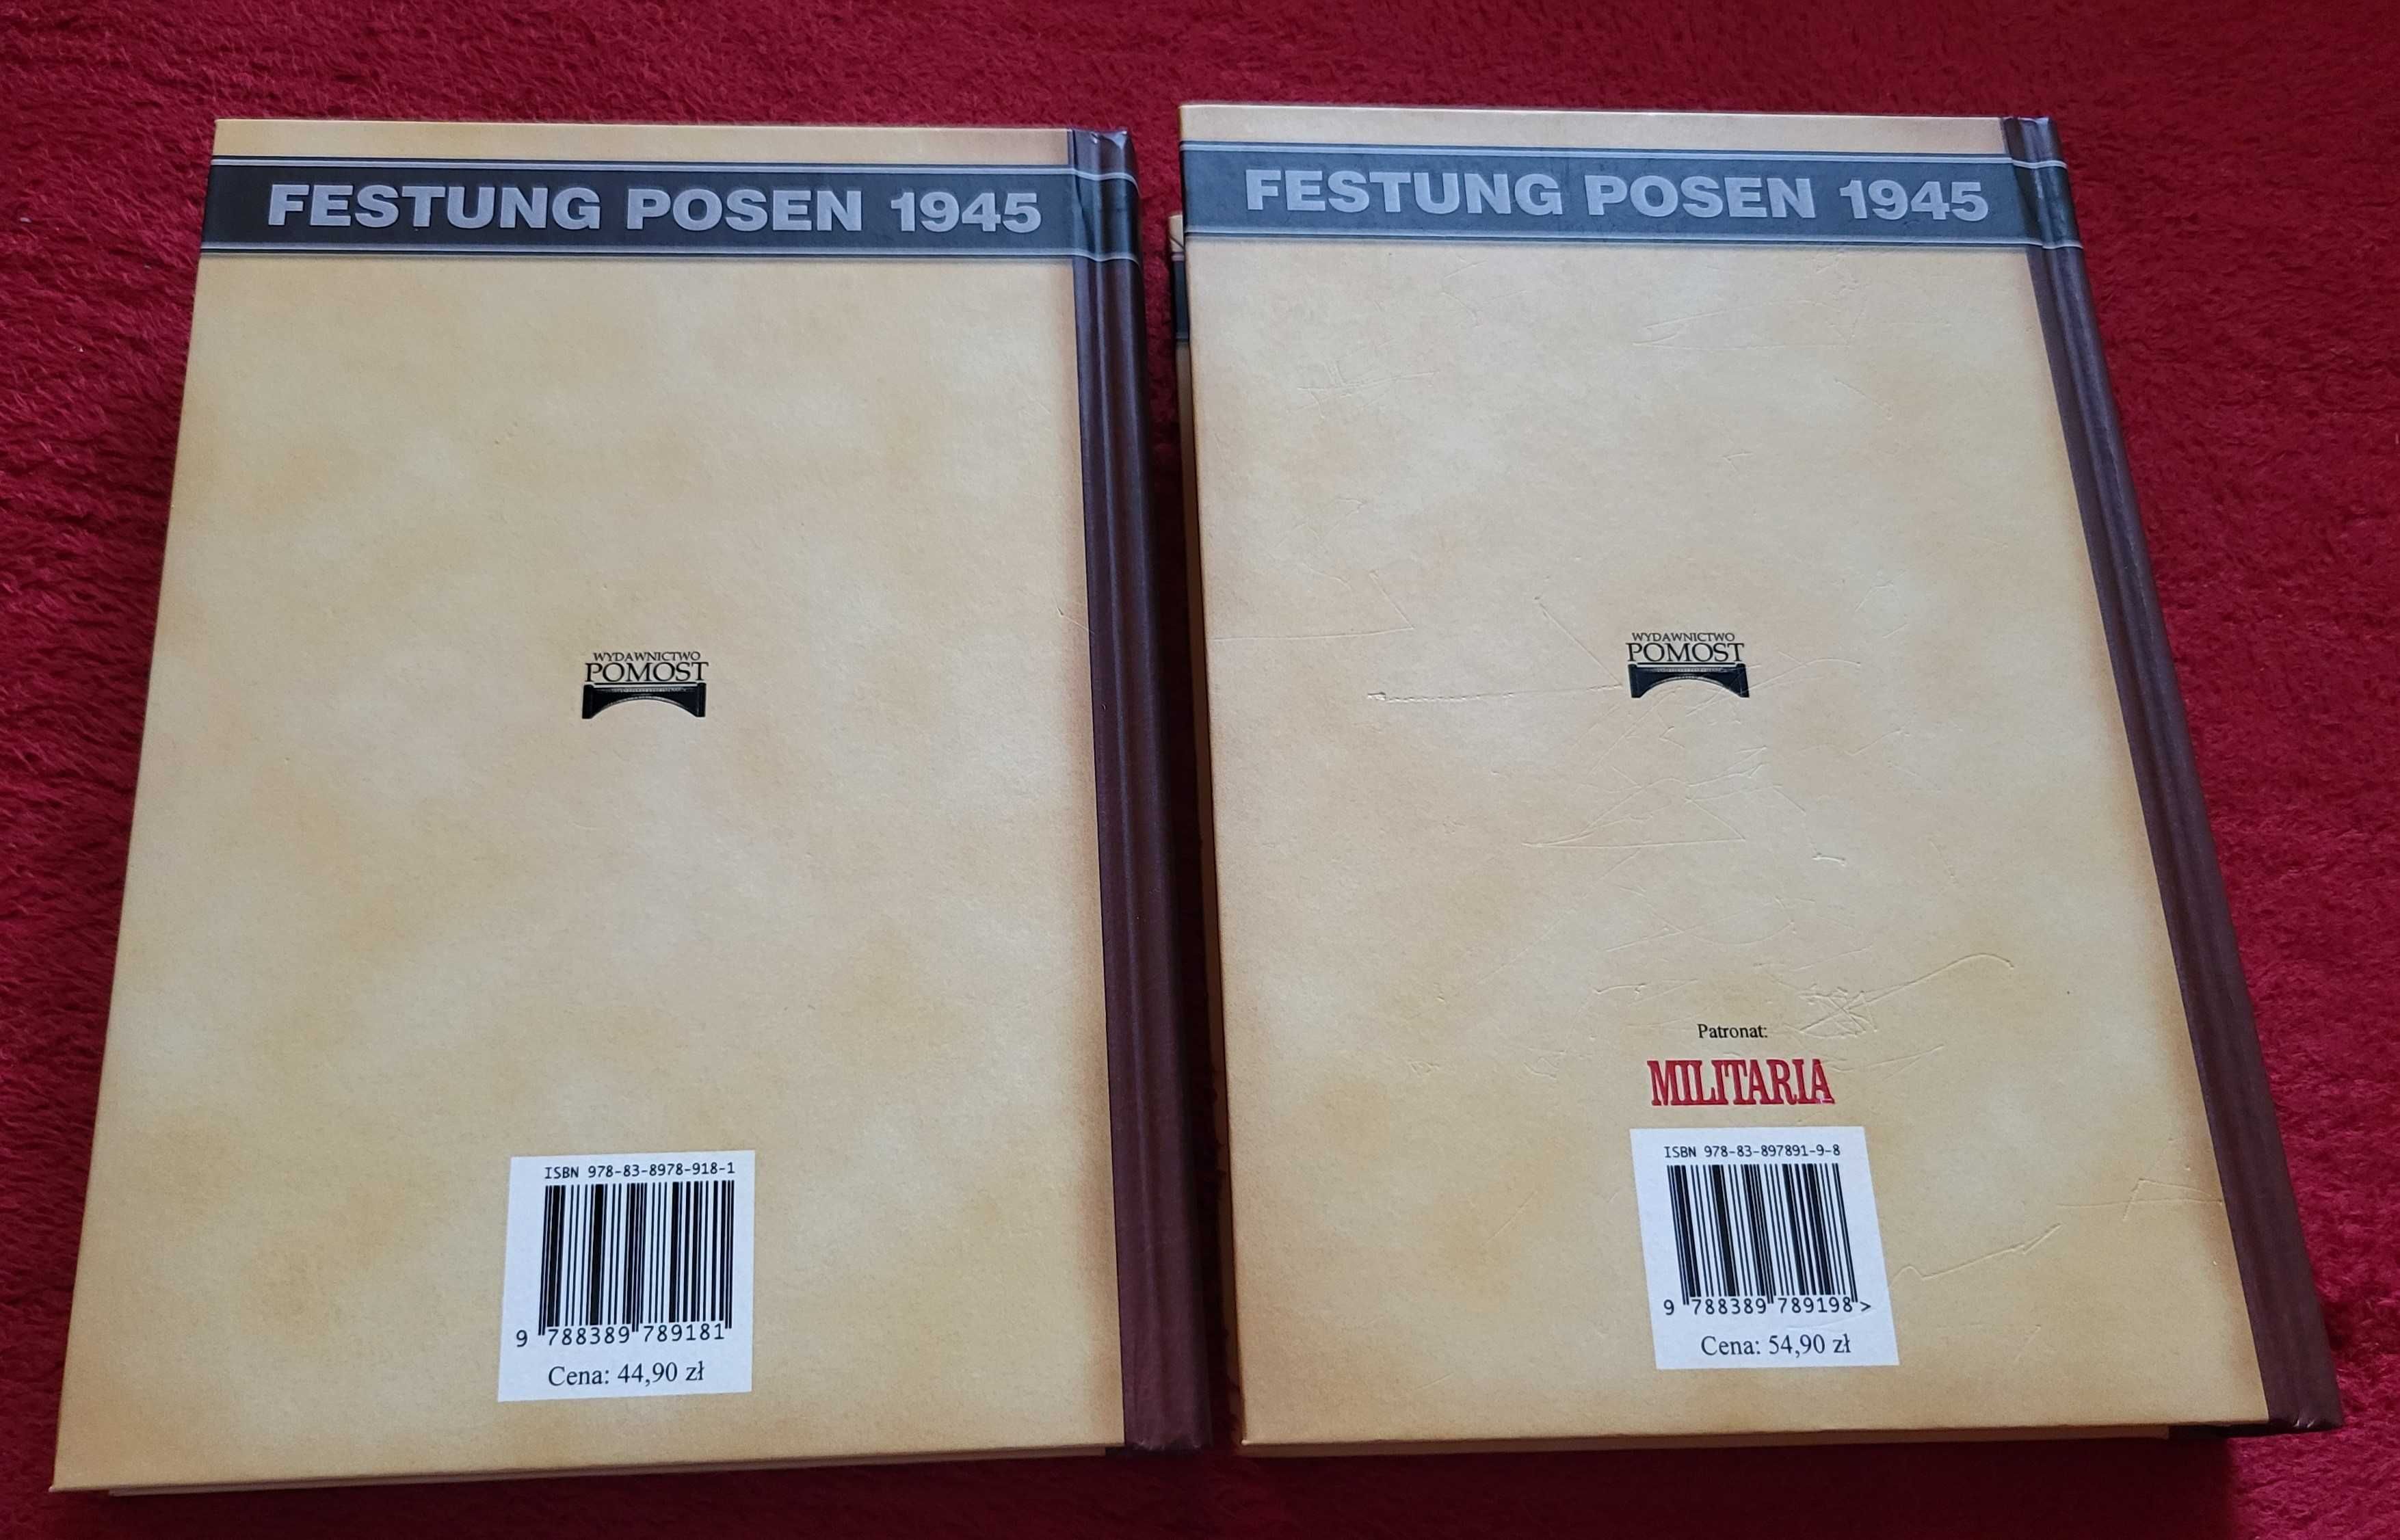 FESTUNG POSEN 1945
WYDAWNICTWO
POMOST
ISBN 978-83-8978-918-1
9 788389 789181
Cena: 44,90 zł
FESTUNG POSEN 1945
WYDAWNICTWO
POMOST
Patronat:
MILITARIA
ISBN 978-83-897891-9-8
9 788389 789198 >
Cena: 54,90 zł